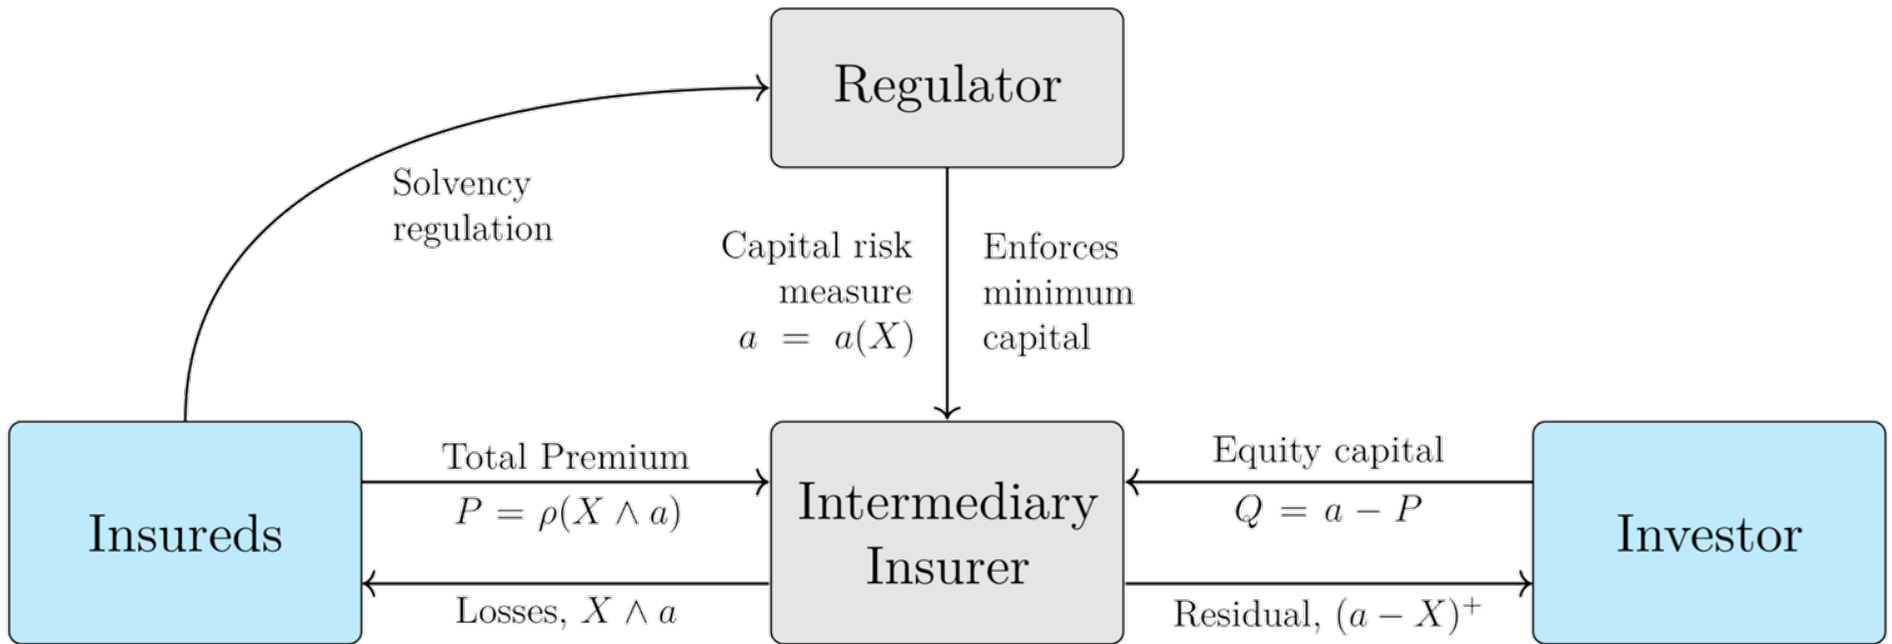 Regulator
Solvency
regulation
Capital risk
measure
a = a(X)
Enforces
minimum
capital
Insureds
Total Premium
P = ρ(X ∧ a)
Losses, X ∧ a
Intermediary
Insurer
Equity capital
Q = a − P
Residual, (a − X)⁺
Investor